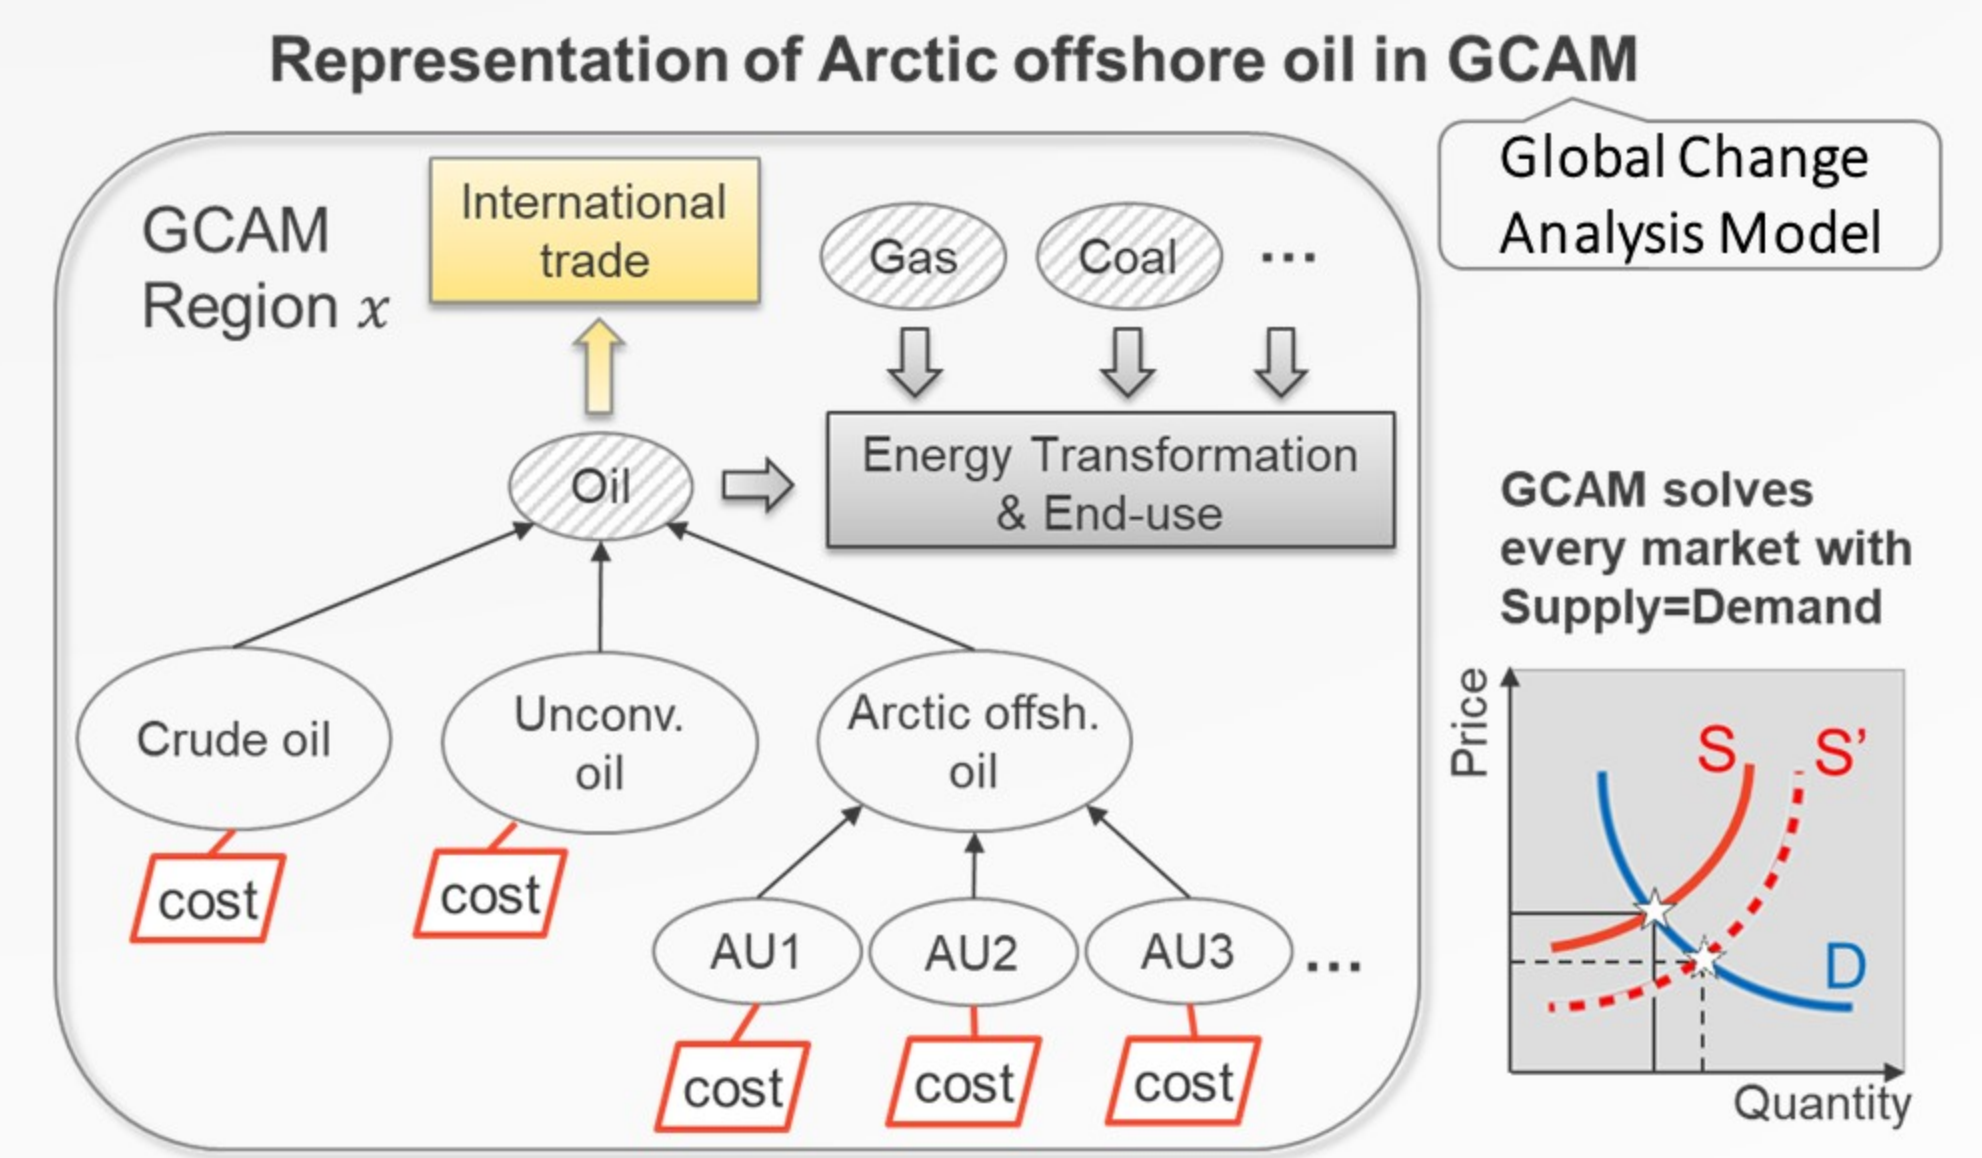 Representation of Arctic offshore oil in GCAM
Global Change
Analysis Model
GCAM
Region x
International
trade
Gas
Coal
...
Oil
Energy Transformation
& End-use
Crude oil
Unconv.
oil
Arctic offsh.
oil
cost
cost
AU1
AU2
AU3
...
cost
cost
cost
GCAM solves
every market with
Supply=Demand
Price
S
S’
D
Quantity